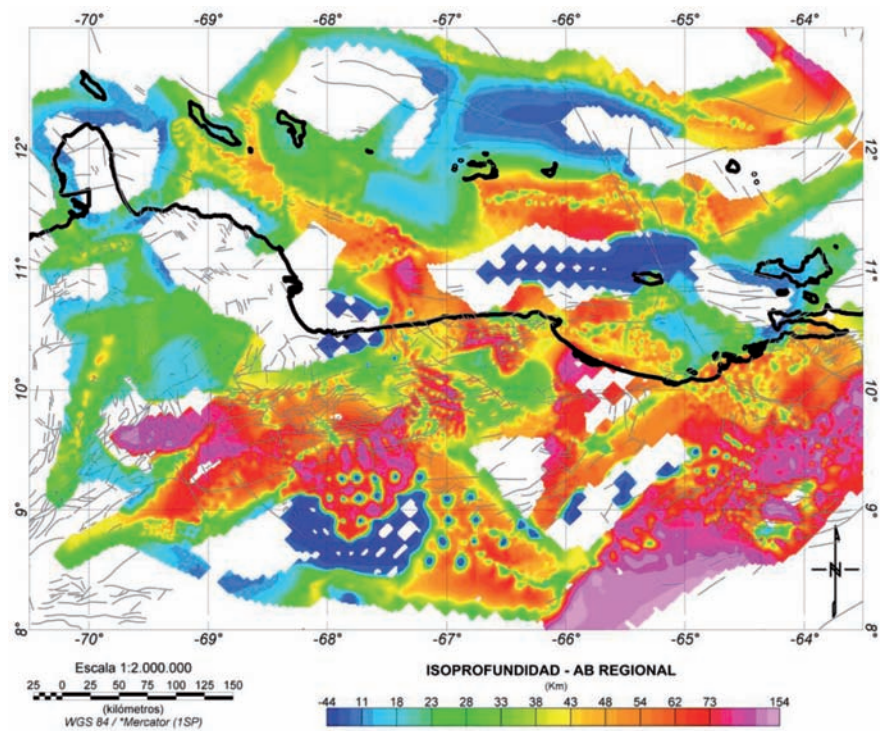 -70° -69° -68° -67° -66° -65° -64°
12° 12°
11° 11°
10° 10°
9° 9°
8° 8°
N
-70° -69° -68° -67° -66° -65° -64°
Escala 1:2.000.000
25 0 25 50 75 100 125 150
(kilómetros)
WGS 84 / *Mercator (1SP)
ISOPROFUNDIDAD - AB REGIONAL
(Km)
-44 11 18 23 28 33 38 43 48 54 62 73 154